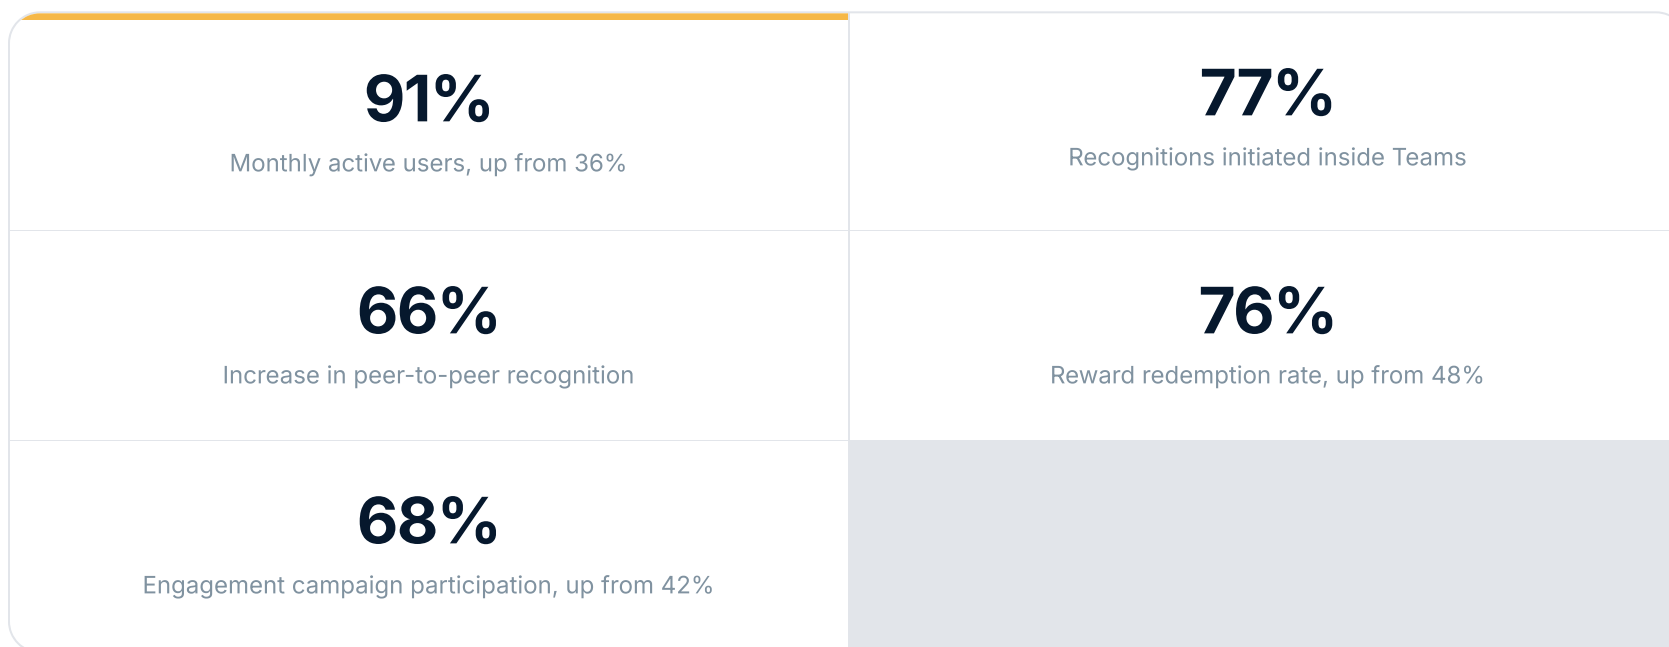 91%
Monthly active users, up from 36%
77%
Recognitions initiated inside Teams
66%
Increase in peer-to-peer recognition
76%
Reward redemption rate, up from 48%
68%
Engagement campaign participation, up from 42%